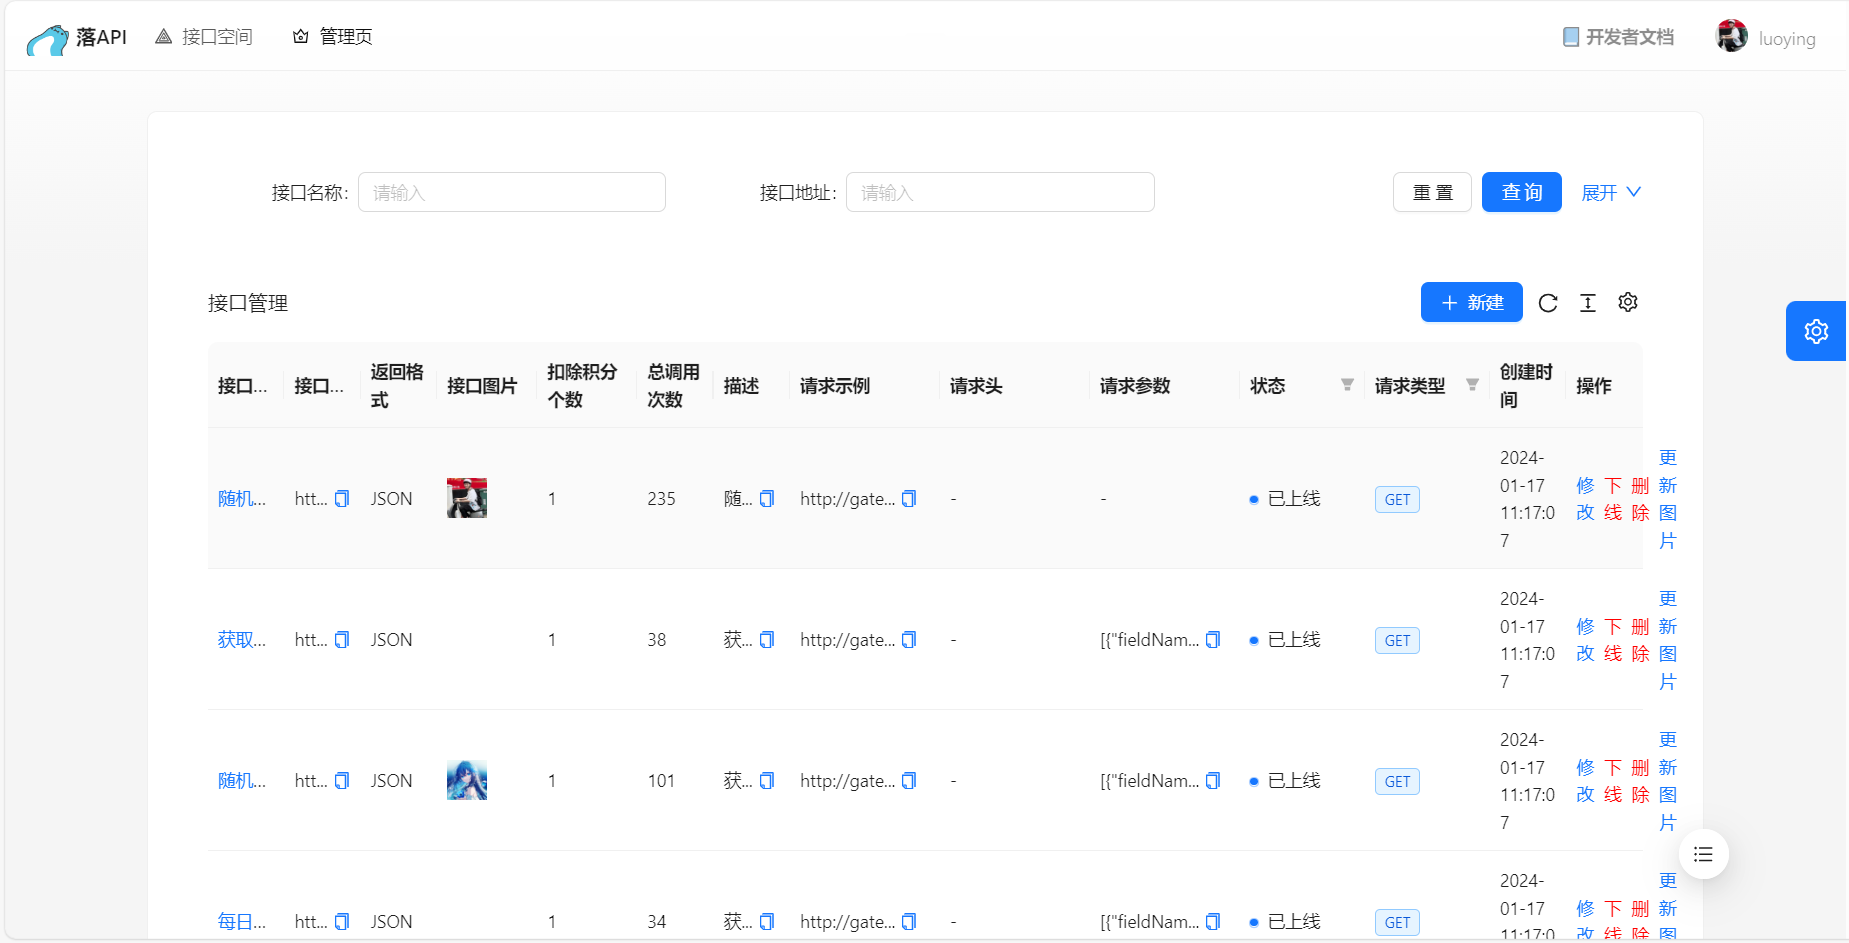 落API
接口空间
管理页
开发者文档
luoying
接口名称:
请输入
接口地址:
请输入
重 置
查 询
展开
接口管理
新建
接口... 接口... 返回格式 接口图片 扣除积分个数 总调用次数 描述 请求示例 请求头 请求参数 状态 请求类型 创建时间 操作
随机... htt... JSON 1 235 随... http://gate... - - 已上线 GET 2024-01-17 11:17:07 修改 下线 删除 更新图片
获取... htt... JSON 1 38 获... http://gate... - [{"fieldNam... 已上线 GET 2024-01-17 11:17:07 修改 下线 删除 更新图片
随机... htt... JSON 1 101 获... http://gate... - [{"fieldNam... 已上线 GET 2024-01-17 11:17:07 修改 下线 删除 更新图片
每日... htt... JSON 1 34 获... http://gate... - [{"fieldNam... 已上线 GET 2024-01-17 11:17:0 修改 下线 删除 更新图